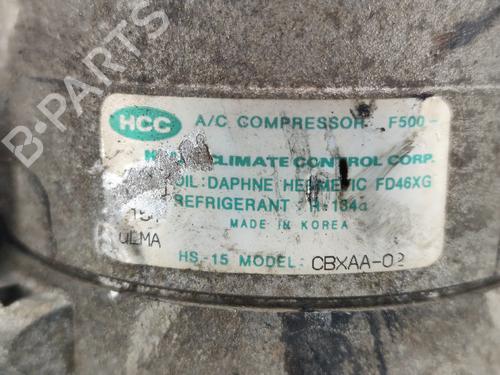 HCC A/C COMPRESSOR F500-
CLIMATE CONTROL CORP.
OIL: DAPHNE HERMETIC FD46XG
REFRIGERANT : R-134a
MADE IN KOREA
HS-15 MODEL: CBXAA-02
B-PARTS